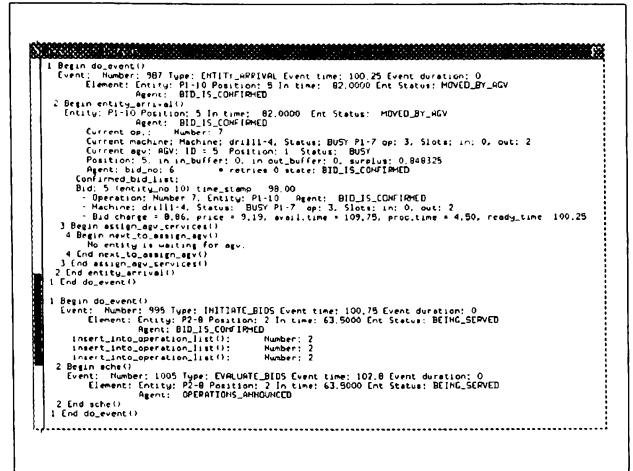 1 Begin do_event()
Event: Number: 987 Type: ENTITY_ARRIVAL Event time: 100.25 Event duration: 0
Element: Entity: P1-10 Position: 5 In time: 82.0000 Ent Status: MOVED_BY_AGV
Agent: BID_IS_CONFIRMED
2 Begin entity_arrival()
Entity: P1-10 Position: 5 In time: 82.0000 Ent Status: MOVED_BY_AGV
Agent: BID_IS_CONFIRMED
Current op.: Number: 7
Current machine: Machine: drill1-4, Status: BUSY P1-7 op: 3, Slots: in: 0, out: 2
Current agv: AGV: ID = 5 Position: 1 Status: BUSY
Position: 5, in in_buffer: 0, in out_buffer: 0, surplus: 0.848325
Agent: bid_no: 6 # retries 0 state: BID_IS_CONFIRMED
Confirmed_bid_list:
Bid: 5 (entity_no 10) time_stamp 98.00
- Operation: Number 7, Entity: P1-10 Agent: BID_IS_CONFIRMED
- Machine: drill1-4, Status: BUSY P1-7 op: 3, Slots: in: 0, out: 2
- Bid charge = 8.86, price = 9.19, avail.time = 109.75, proc.time = 4.50, ready_time 100.25
3 Begin assign_agv_services()
4 Begin next_to_assign_agv()
No entity is waiting for agv.
4 End next_to_assign_agv()
3 End assign_agv_services()
2 End entity_arrival()
1 End do_event()
1 Begin do_event()
Event: Number: 995 Type: INITIATE_BIDS Event time: 100.75 Event duration: 0
Element: Entity: P2-8 Position: 2 In time: 63.5000 Ent Status: BEING_SERVED
Agent: BID_IS_CONFIRMED
insert_into_operation_list(): Number: 2
insert_into_operation_list(): Number: 2
insert_into_operation_list(): Number: 2
2 Begin sche()
Event: Number: 1005 Type: EVALUATE_BIDS Event time: 102.8 Event duration: 0
Element: Entity: P2-8 Position: 2 In time: 63.5000 Ent Status: BEING_SERVED
Agent: OPERATIONS_ANNOUNCED
2 End sche()
1 End do_event()